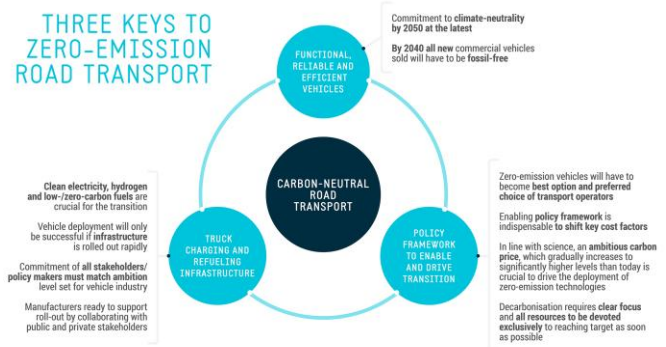 THREE KEYS TO
ZERO-EMISSION
ROAD TRANSPORT
FUNCTIONAL,
RELIABLE AND
EFFICIENT
VEHICLES
Commitment to climate-neutrality
by 2050 at the latest
By 2040 all new commercial vehicles
sold will have to be fossil-free
CARBON-NEUTRAL
ROAD
TRANSPORT
Clean electricity, hydrogen
and low-/zero-carbon fuels are
crucial for the transition
Vehicle deployment will only
be successful if infrastructure
is rolled out rapidly
Commitment of all stakeholders/
policy makers must match ambition
level set for vehicle industry
Manufacturers ready to support
roll-out by collaborating with
public and private stakeholders
TRUCK
CHARGING AND
REFUELING
INFRASTRUCTURE
POLICY
FRAMEWORK
TO ENABLE
AND DRIVE
TRANSITION
Zero-emission vehicles will have to
become best option and preferred
choice of transport operators
Enabling policy framework is
indispensable to shift key cost factors
In line with science, an ambitious carbon
price, which gradually increases to
significantly higher levels than today is
crucial to drive the deployment of
zero-emission technologies
Decarbonisation requires clear focus
and all resources to be devoted
exclusively to reaching target as soon
as possible